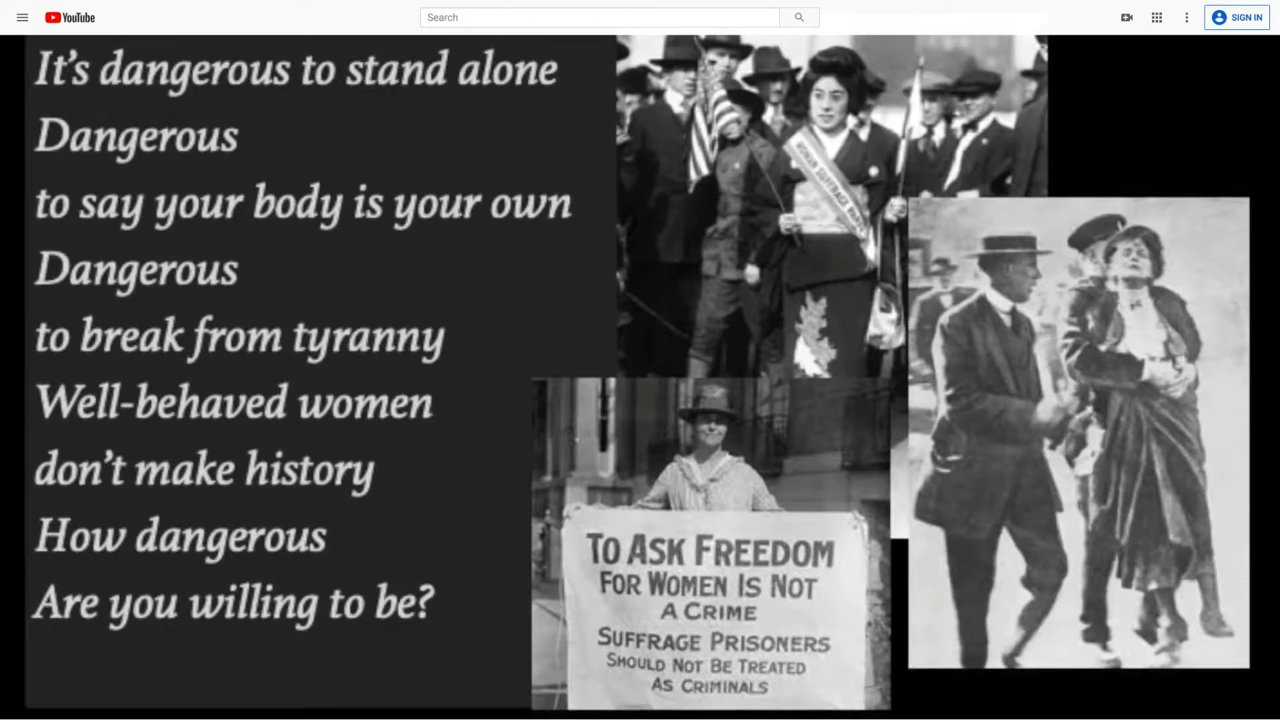 YouTube
Search
SIGN IN
It's dangerous to stand alone
Dangerous
to say your body is your own
Dangerous
to break from tyranny
Well-behaved women
don't make history
How dangerous
Are you willing to be?
WOMAN SUFFRAGE
TO ASK FREEDOM
FOR WOMEN IS NOT
A CRIME
SUFFRAGE PRISONERS
SHOULD NOT BE TREATED
AS CRIMINALS